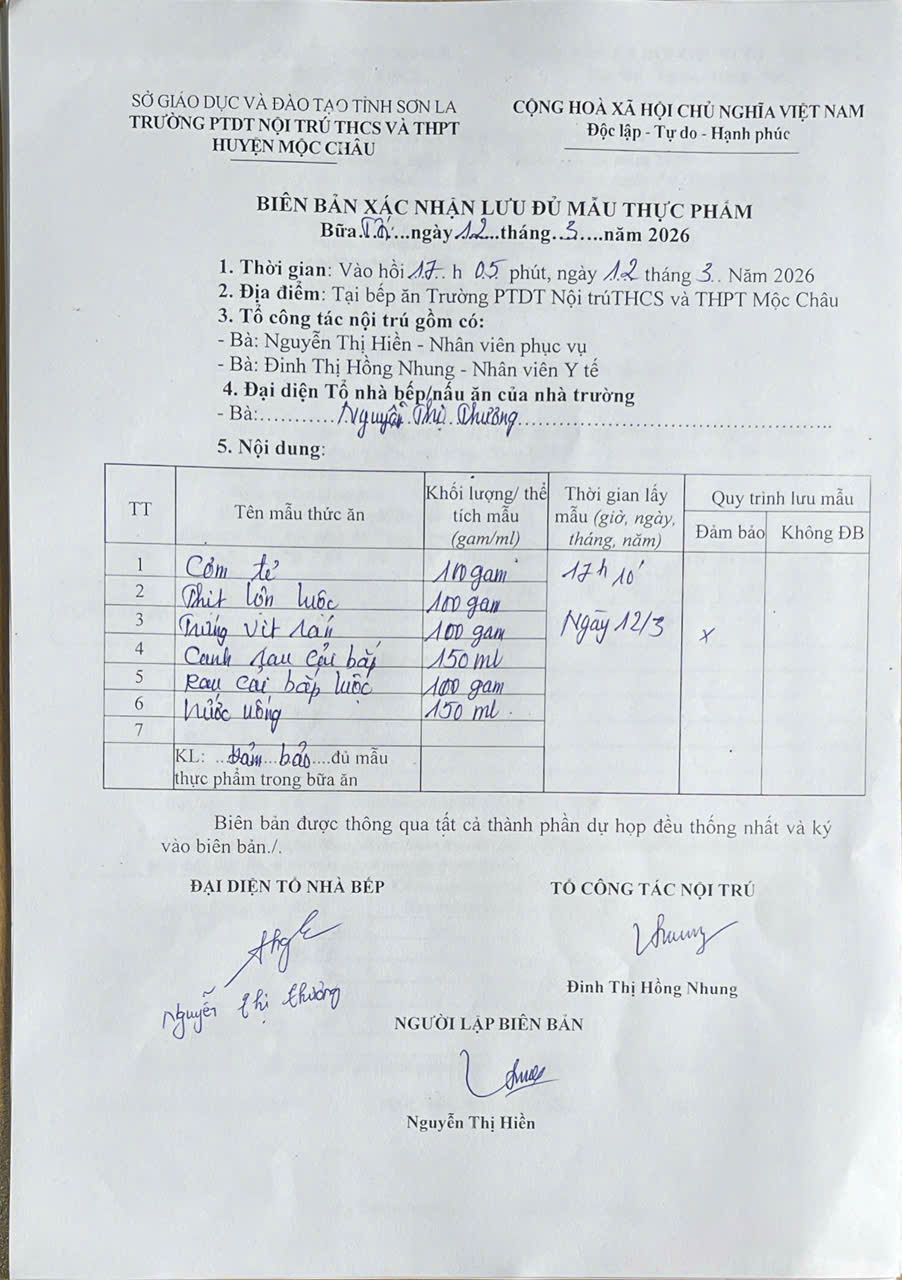 SỞ GIÁO DỤC VÀ ĐÀO TẠO TỈNH SƠN LA
TRƯỜNG PTDT NỘI TRÚ THCS VÀ THPT
HUYỆN MỘC CHÂU
CỘNG HOÀ XÃ HỘI CHỦ NGHĨA VIỆT NAM
Độc lập - Tự do - Hạnh phúc
BIÊN BẢN XÁC NHẬN LƯU ĐỦ MẪU THỰC PHẨM
Bữa.Tối...ngày 12...tháng..3....năm 2026
1. Thời gian: Vào hồi 17.. h 05 phút, ngày 12 tháng 3.. Năm 2026
2. Địa điểm: Tại bếp ăn Trường PTDT Nội trúTHCS và THPT Mộc Châu
3. Tổ công tác nội trú gồm có:
- Bà: Nguyễn Thị Hiền - Nhân viên phục vụ
- Bà: Đinh Thị Hồng Nhung - Nhân viên Y tế
4. Đại diện Tổ nhà bếp/nấu ăn của nhà trường
- Bà:...........Nguyễn Thị Thương...............................................
5. Nội dung:
TT Tên mẫu thức ăn Khối lượng/ thể tích mẫu (gam/ml) Thời gian lấy mẫu (giờ, ngày, tháng, năm) Quy trình lưu mẫu
Đảm bảo Không ĐB
1 Cơm tẻ 100 gam 17h 10'
2 Thịt lợn luộc 100 gam
3 Trứng vịt rán 100 gam Ngày 12/3 x
4 Canh rau cải bắp 150 ml
5 Rau cải bắp luộc 100 gam
6 Nước uống 150 ml
7
KL: ...Đảm...bảo....đủ mẫu
thực phẩm trong bữa ăn
Biên bản được thông qua tất cả thành phần dự họp đều thống nhất và ký
vào biên bản./.
ĐẠI DIỆN TỔ NHÀ BẾP
TỔ CÔNG TÁC NỘI TRÚ
Nguyễn Thị Thương
Đinh Thị Hồng Nhung
NGƯỜI LẬP BIÊN BẢN
Nguyễn Thị Hiền